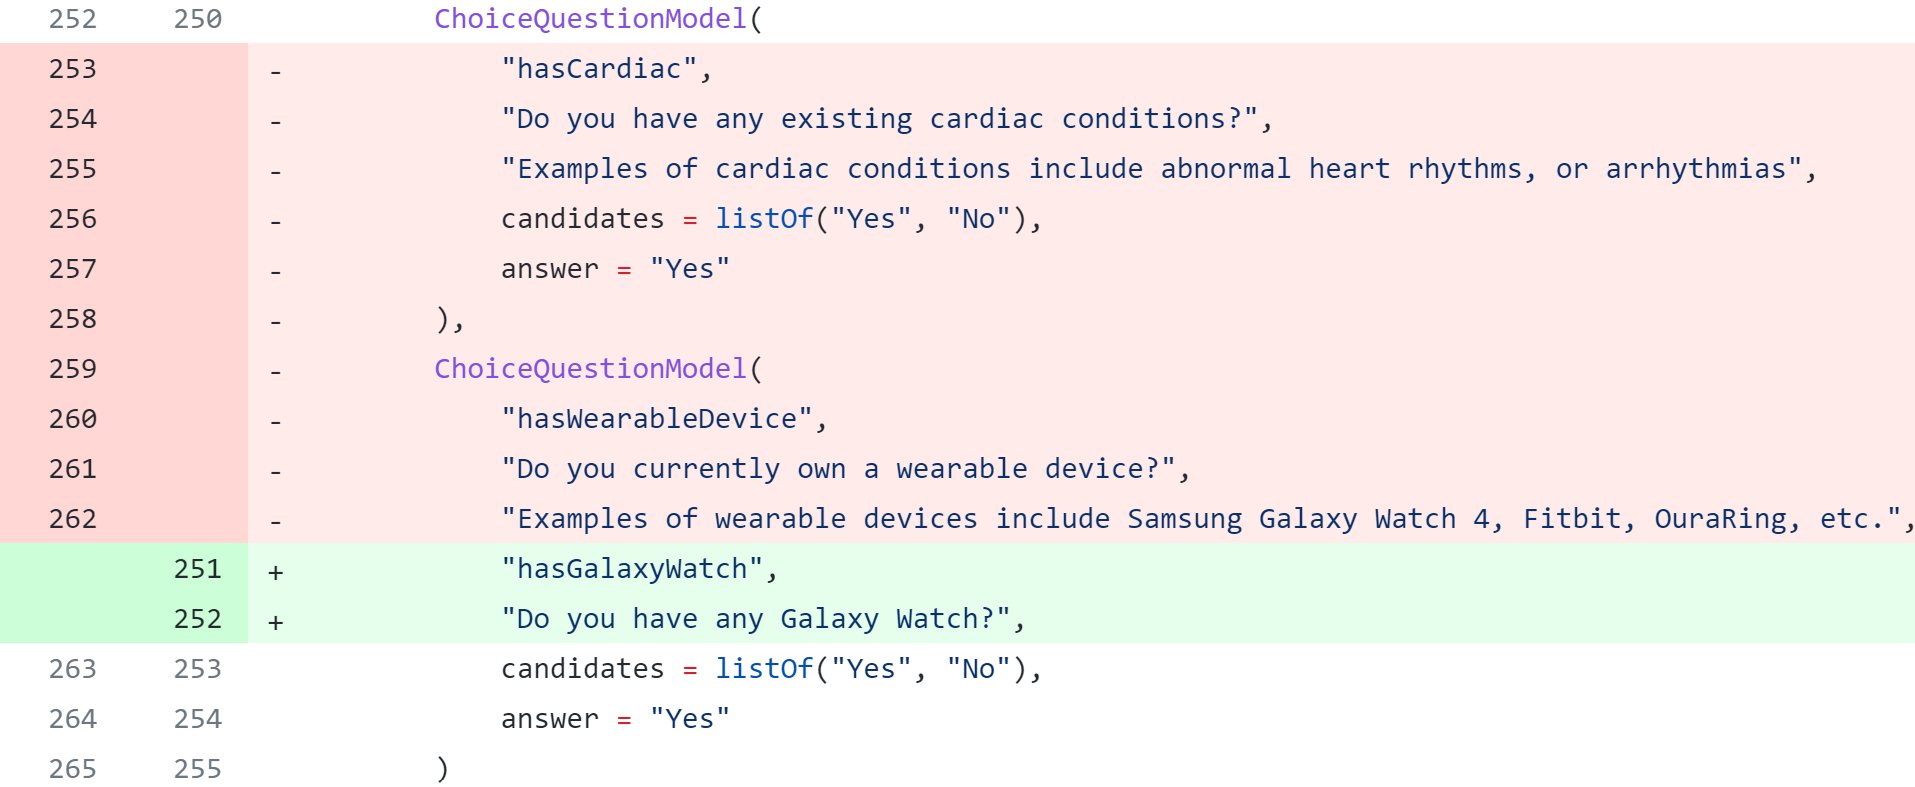 252 250 ChoiceQuestionModel(
253 - "hasCardiac",
254 - "Do you have any existing cardiac conditions?",
255 - "Examples of cardiac conditions include abnormal heart rhythms, or arrhythmias",
256 - candidates = listOf("Yes", "No"),
257 - answer = "Yes"
258 - ),
259 - ChoiceQuestionModel(
260 - "hasWearableDevice",
261 - "Do you currently own a wearable device?",
262 - "Examples of wearable devices include Samsung Galaxy Watch 4, Fitbit, OuraRing, etc.",
251 + "hasGalaxyWatch",
252 + "Do you have any Galaxy Watch?",
263 253 candidates = listOf("Yes", "No"),
264 254 answer = "Yes"
265 255 )